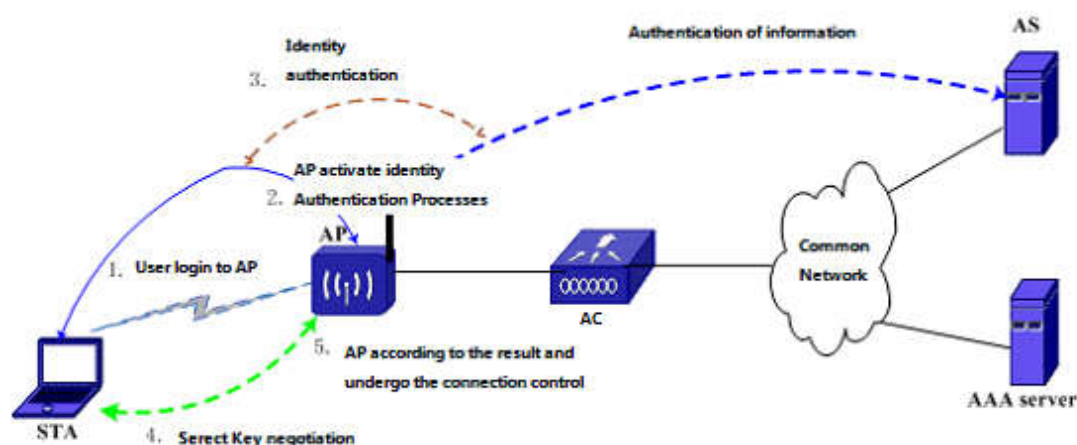 Identity
3. authentication
Authentication of information
AS
AP activate identity
2. Authentication Processes
AP
1. User login to AP
Common
Network
AC
5. AP according to the result and
undergo the connection control
STA
4. Serect Key negotiation
AAA server